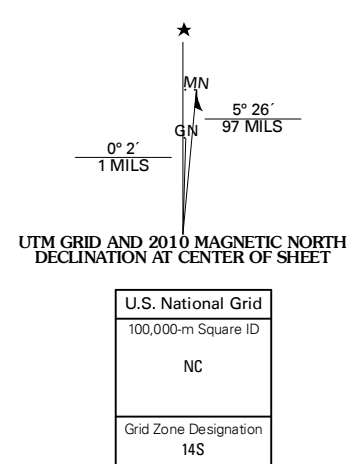 MN
5° 26´
97 MILS
GN
0° 2´
1 MILS
UTM GRID AND 2010 MAGNETIC NORTH
DECLINATION AT CENTER OF SHEET
U.S. National Grid
100,000-m Square ID
NC
Grid Zone Designation
14S